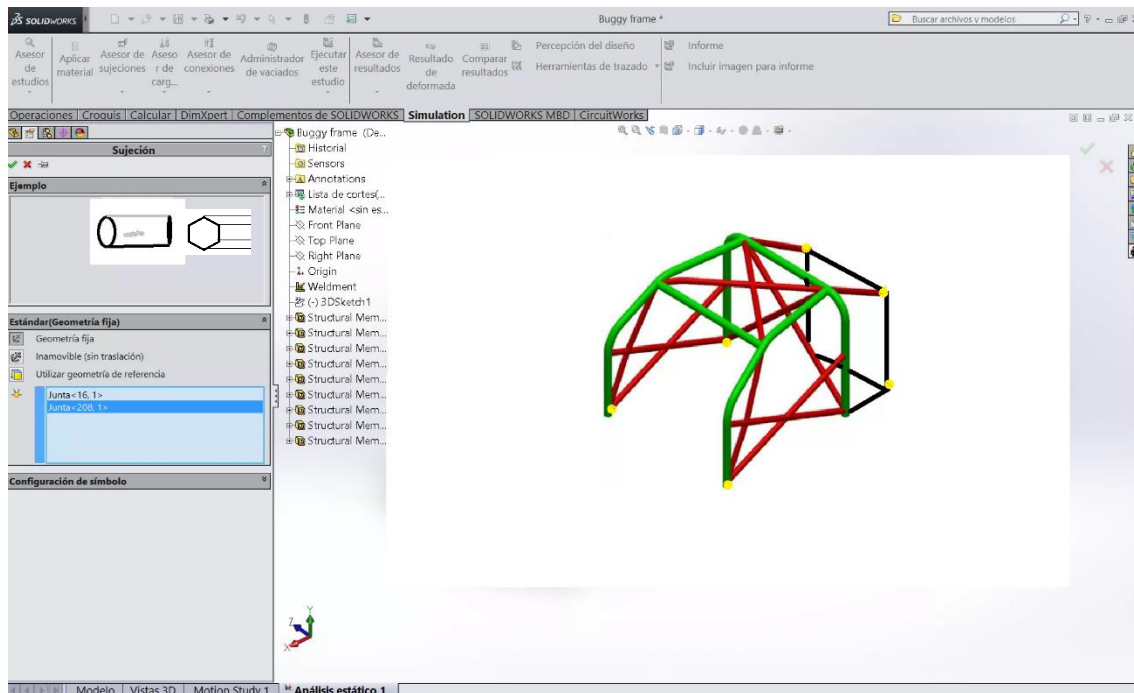 SOLIDWORKS
Buggy frame *
Buscar archivos y modelos
Asesor de estudios
Aplicar material
Asesor de sujeciones
Aseso r de carg...
Asesor de conexiones
Administrador de vaciados
Ejecutar este estudio
Asesor de resultados
Resultado de deformada
Comparar resultados
Percepción del diseño
Herramientas de trazado
Informe
Incluir imagen para informe
Operaciones Croquis Calcular DimXpert Complementos de SOLIDWORKS Simulation SOLIDWORKS MBD CircuitWorks
Sujeción
?
Ejemplo
Estándar(Geometría fija)
Geometría fija
Inamovible (sin traslación)
Utilizar geometría de referencia
Junta<16, 1>
Junta<208, 1>
Configuración de símbolo
Buggy frame (De...
Historial
Sensors
Annotations
Lista de cortes(...
Material <sin es...
Front Plane
Top Plane
Right Plane
Origin
Weldment
(-) 3DSketch1
Structural Mem...
Structural Mem...
Structural Mem...
Structural Mem...
Structural Mem...
Structural Mem...
Structural Mem...
Structural Mem...
Structural Mem...
Y
Z
X
Modelo Vistas 3D Motion Study 1 Análisis estático 1